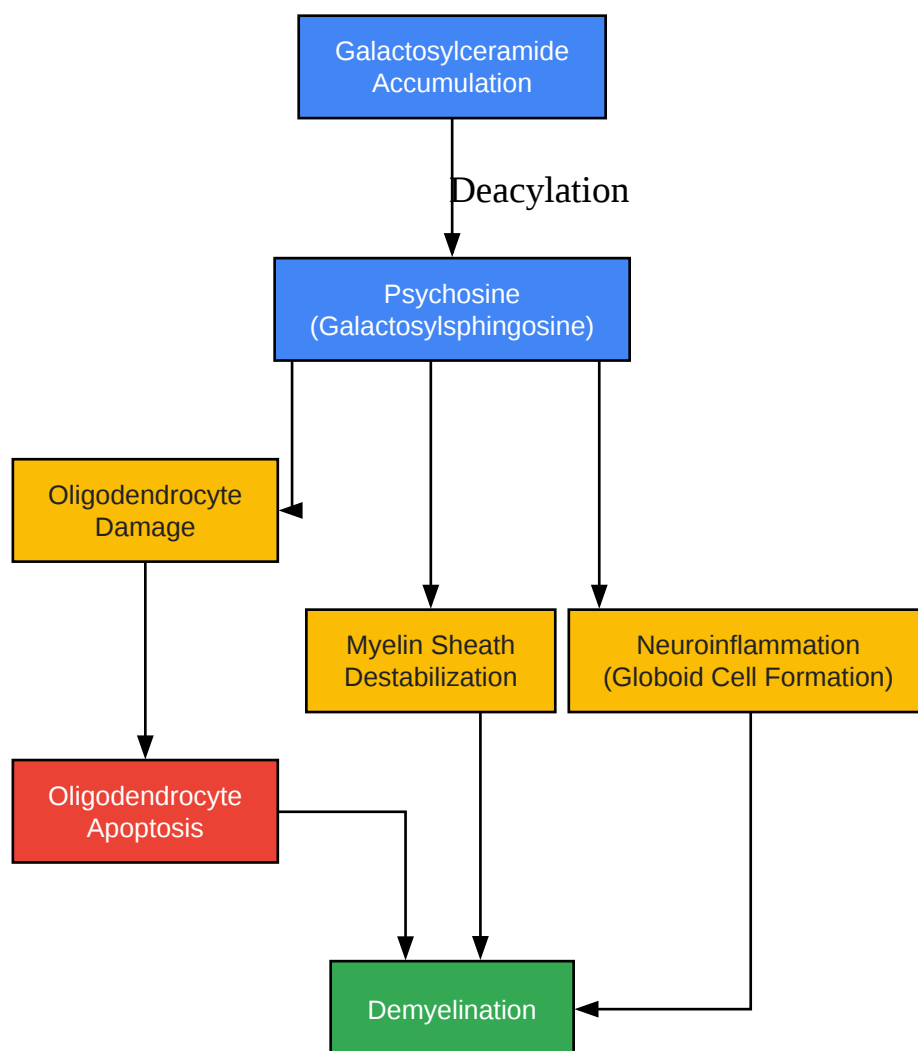 Galactosylceramide
Accumulation
Deacylation
Psychosine
(Galactosylsphingosine)
Oligodendrocyte
Damage
Myelin Sheath
Destabilization
Neuroinflammation
(Globoid Cell Formation)
Oligodendrocyte
Apoptosis
Demyelination